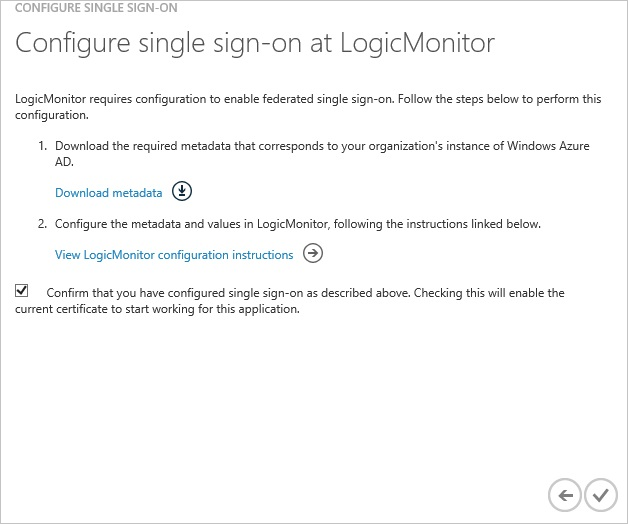 CONFIGURE SINGLE SIGN-ON
Configure single sign-on at LogicMonitor
LogicMonitor requires configuration to enable federated single sign-on. Follow the steps below to perform this
configuration.
1. Download the required metadata that corresponds to your organization's instance of Windows Azure
AD.
Download metadata
2. Configure the metadata and values in LogicMonitor, following the instructions linked below.
View LogicMonitor configuration instructions
Confirm that you have configured single sign-on as described above. Checking this will enable the
current certificate to start working for this application.